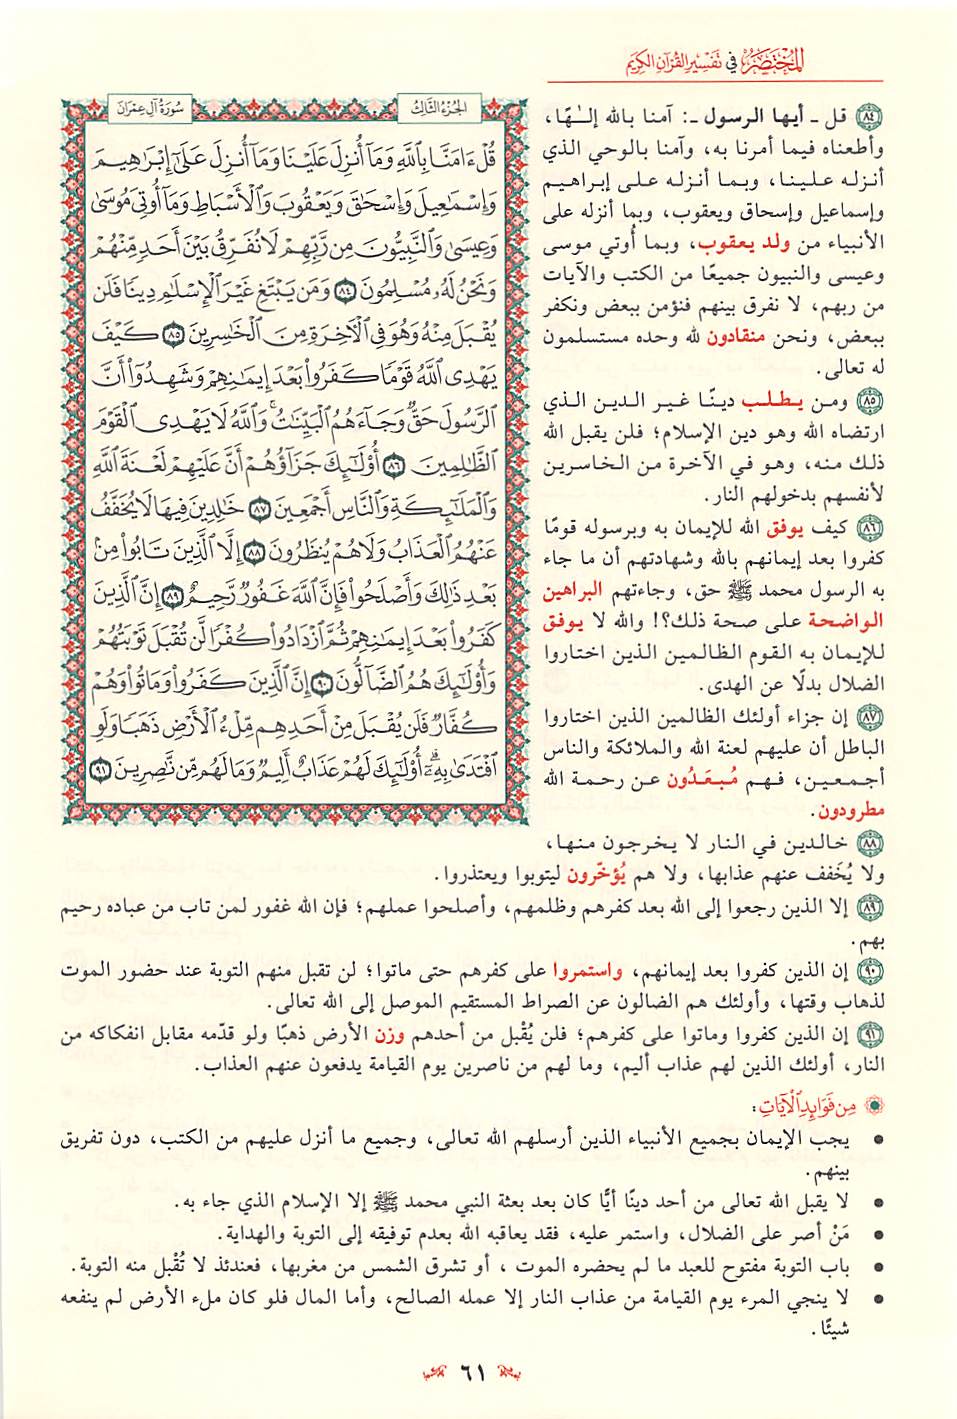 المختصر في تفسير القرآن الكريم
الجزء الثالث
سورة آل عمران
قُلْ ءَامَنَّا بِٱللَّهِ وَمَآ أُنزِلَ عَلَيْنَا وَمَآ أُنزِلَ عَلَىٰٓ إِبْرَٰهِيمَ
وَإِسْمَٰعِيلَ وَإِسْحَٰقَ وَيَعْقُوبَ وَٱلْأَسْبَاطِ وَمَآ أُوتِىَ مُوسَىٰ
وَعِيسَىٰ وَٱلنَّبِيُّونَ مِن رَّبِّهِمْ لَا نُفَرِّقُ بَيْنَ أَحَدٍ مِّنْهُمْ
وَنَحْنُ لَهُۥ مُسْلِمُونَ ٨٤ وَمَن يَبْتَغِ غَيْرَ ٱلْإِسْلَٰمِ دِينًا فَلَن
يُقْبَلَ مِنْهُ وَهُوَ فِى ٱلْءَاخِرَةِ مِنَ ٱلْخَٰسِرِينَ ٨٥ كَيْفَ
يَهْدِى ٱللَّهُ قَوْمًا كَفَرُوا۟ بَعْدَ إِيمَٰنِهِمْ وَشَهِدُوٓا۟ أَنَّ
ٱلرَّسُولَ حَقٌّ وَجَآءَهُمُ ٱلْبَيِّنَٰتُ ۚ وَٱللَّهُ لَا يَهْدِى ٱلْقَوْمَ
ٱلظَّٰلِمِينَ ٨٦ أُو۟لَٰٓئِكَ جَزَآؤُهُمْ أَنَّ عَلَيْهِمْ لَعْنَةَ ٱللَّهِ
وَٱلْمَلَٰٓئِكَةِ وَٱلنَّاسِ أَجْمَعِينَ ٨٧ خَٰلِدِينَ فِيهَا لَا يُخَفَّفُ
عَنْهُمُ ٱلْعَذَابُ وَلَا هُمْ يُنظَرُونَ ٨٨ إِلَّا ٱلَّذِينَ تَابُوا۟ مِنۢ
بَعْدِ ذَٰلِكَ وَأَصْلَحُوا۟ فَإِنَّ ٱللَّهَ غَفُورٌ رَّحِيمٌ ٨٩ إِنَّ ٱلَّذِينَ
كَفَرُوا۟ بَعْدَ إِيمَٰنِهِمْ ثُمَّ ٱزْدَادُوا۟ كُفْرًا لَّن تُقْبَلَ تَوْبَتُهُمْ
وَأُو۟لَٰٓئِكَ هُمُ ٱلضَّآلُّونَ ٩٠ إِنَّ ٱلَّذِينَ كَفَرُوا۟ وَمَاتُوا۟ وَهُمْ
كُفَّارٌ فَلَن يُقْبَلَ مِنْ أَحَدِهِم مِّلْءُ ٱلْأَرْضِ ذَهَبًا وَلَوِ
ٱفْتَدَىٰ بِهِۦٓ ۗ أُو۟لَٰٓئِكَ لَهُمْ عَذَابٌ أَلِيمٌ وَمَا لَهُم مِّن نَّٰصِرِينَ ٩١
٨٤ قل ـ أيها الرسول ـ: آمنا بالله إلـٰهًا،
وأطعناه فيما أمرنا به، وآمنا بالوحي الذي
أنزله علينا، وبما أنزله على إبراهيم
وإسماعيل وإسحاق ويعقوب، وبما أنزله على
الأنبياء من ولد يعقوب، وبما أُوتي موسى
وعيسى والنبيون جميعًا من الكتب والآيات
من ربهم، لا نفرق بينهم فنؤمن ببعض ونكفر
ببعض، ونحن منقادون لله وحده مستسلمون
له تعالى.
٨٥ ومن يطلب دينًا غير الدين الذي
ارتضاه الله وهو دين الإسلام؛ فلن يقبل الله
ذلك منه، وهو في الآخرة من الخاسرين
لأنفسهم بدخولهم النار.
٨٦ كيف يوفق الله للإيمان به وبرسوله قومًا
كفروا بعد إيمانهم بالله وشهادتهم أن ما جاء
به الرسول محمد ﷺ حق، وجاءتهم البراهين
الواضحة على صحة ذلك؟! والله لا يوفق
للإيمان به القوم الظالمين الذين اختاروا
الضلال بدلًا عن الهدى.
٨٧ إن جزاء أولئك الظالمين الذين اختاروا
الباطل أن عليهم لعنة الله والملائكة والناس
أجمعين، فهم مُبعَدُون عن رحمة الله
مطرودون.
٨٨ خالدين في النار لا يخرجون منها،
ولا يُخَفف عنهم عذابها، ولا هم يُؤخّرون ليتوبوا ويعتذروا.
٨٩ إلا الذين رجعوا إلى الله بعد كفرهم وظلمهم، وأصلحوا عملهم؛ فإن الله غفور لمن تاب من عباده رحيم
بهم.
٩٠ إن الذين كفروا بعد إيمانهم، واستمروا على كفرهم حتى ماتوا؛ لن تقبل منهم التوبة عند حضور الموت
لذهاب وقتها، وأولئك هم الضالون عن الصراط المستقيم الموصل إلى الله تعالى.
٩١ إن الذين كفروا وماتوا على كفرهم؛ فلن يُقْبل من أحدهم وزن الأرض ذهبًا ولو قدّمه مقابل انفكاكه من
النار، أولئك الذين لهم عذاب أليم، وما لهم من ناصرين يوم القيامة يدفعون عنهم العذاب.
من فوائد الآيات:
• يجب الإيمان بجميع الأنبياء الذين أرسلهم الله تعالى، وجميع ما أنزل عليهم من الكتب، دون تفريق
بينهم.
• لا يقبل الله تعالى من أحد دينًا أيًّا كان بعد بعثة النبي محمد ﷺ إلا الإسلام الذي جاء به.
• مَنْ أصر على الضلال، واستمر عليه، فقد يعاقبه الله بعدم توفيقه إلى التوبة والهداية.
• باب التوبة مفتوح للعبد ما لم يحضره الموت ، أو تشرق الشمس من مغربها، فعندئذ لا تُقْبل منه التوبة.
• لا ينجي المرء يوم القيامة من عذاب النار إلا عمله الصالح، وأما المال فلو كان ملء الأرض لم ينفعه
شيئًا.
٦١